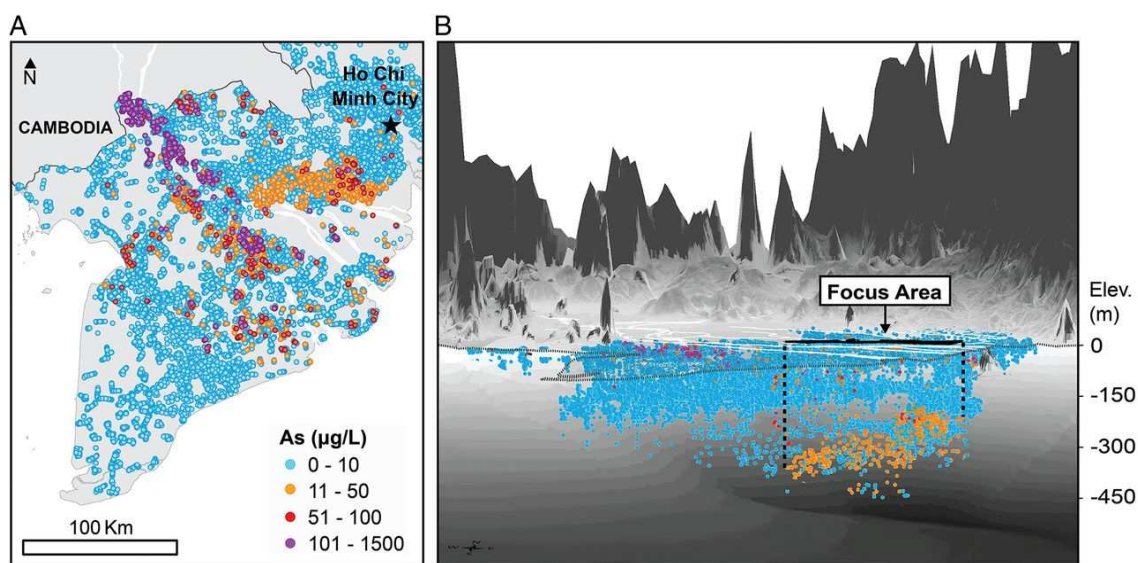 A
N
Ho Chi
Minh City
CAMBODIA
As (µg/L)
0 - 10
11 - 50
51 - 100
101 - 1500
100 Km
B
Focus Area
Elev.
(m)
0
-150
-300
-450